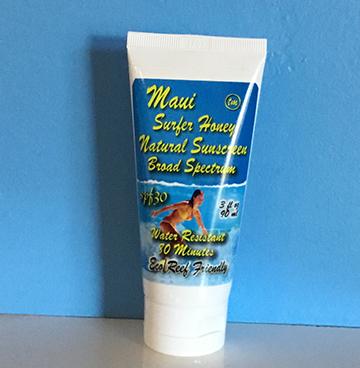 Maui
tm
Surfer Honey
Natural Sunscreen
Broad Spectrum
spf30
3 fl oz
90 ml
Water Resistant
80 Minutes
Eco Reef Friendly